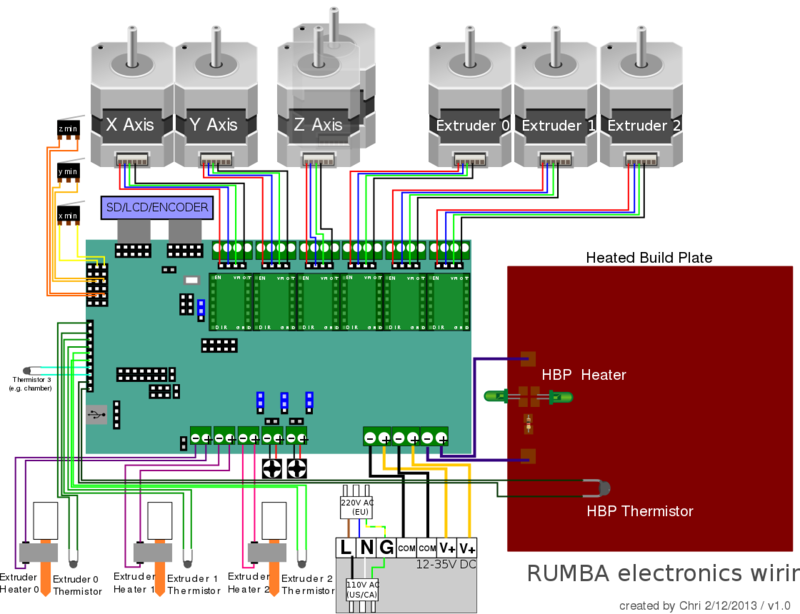 X Axis
Y Axis
Z Axis
Extruder 0
Extruder 1
Extruder 2
z min
y min
x min
SD/LCD/ENCODER
Heated Build Plate
HBP Heater
HBP Thermistor
Thermistor 3
(e.g. chamber)
220V AC
(EU)
L N G COM COM V+ V+
12-35V DC
110V AC
(US/CA)
Extruder
Heater 0
Extruder 0
Thermistor
Extruder
Heater 1
Extruder 1
Thermistor
Extruder
Heater 2
Extruder 2
Thermistor
RUMBA electronics wirin
created by Chri 2/12/2013 / v1.0